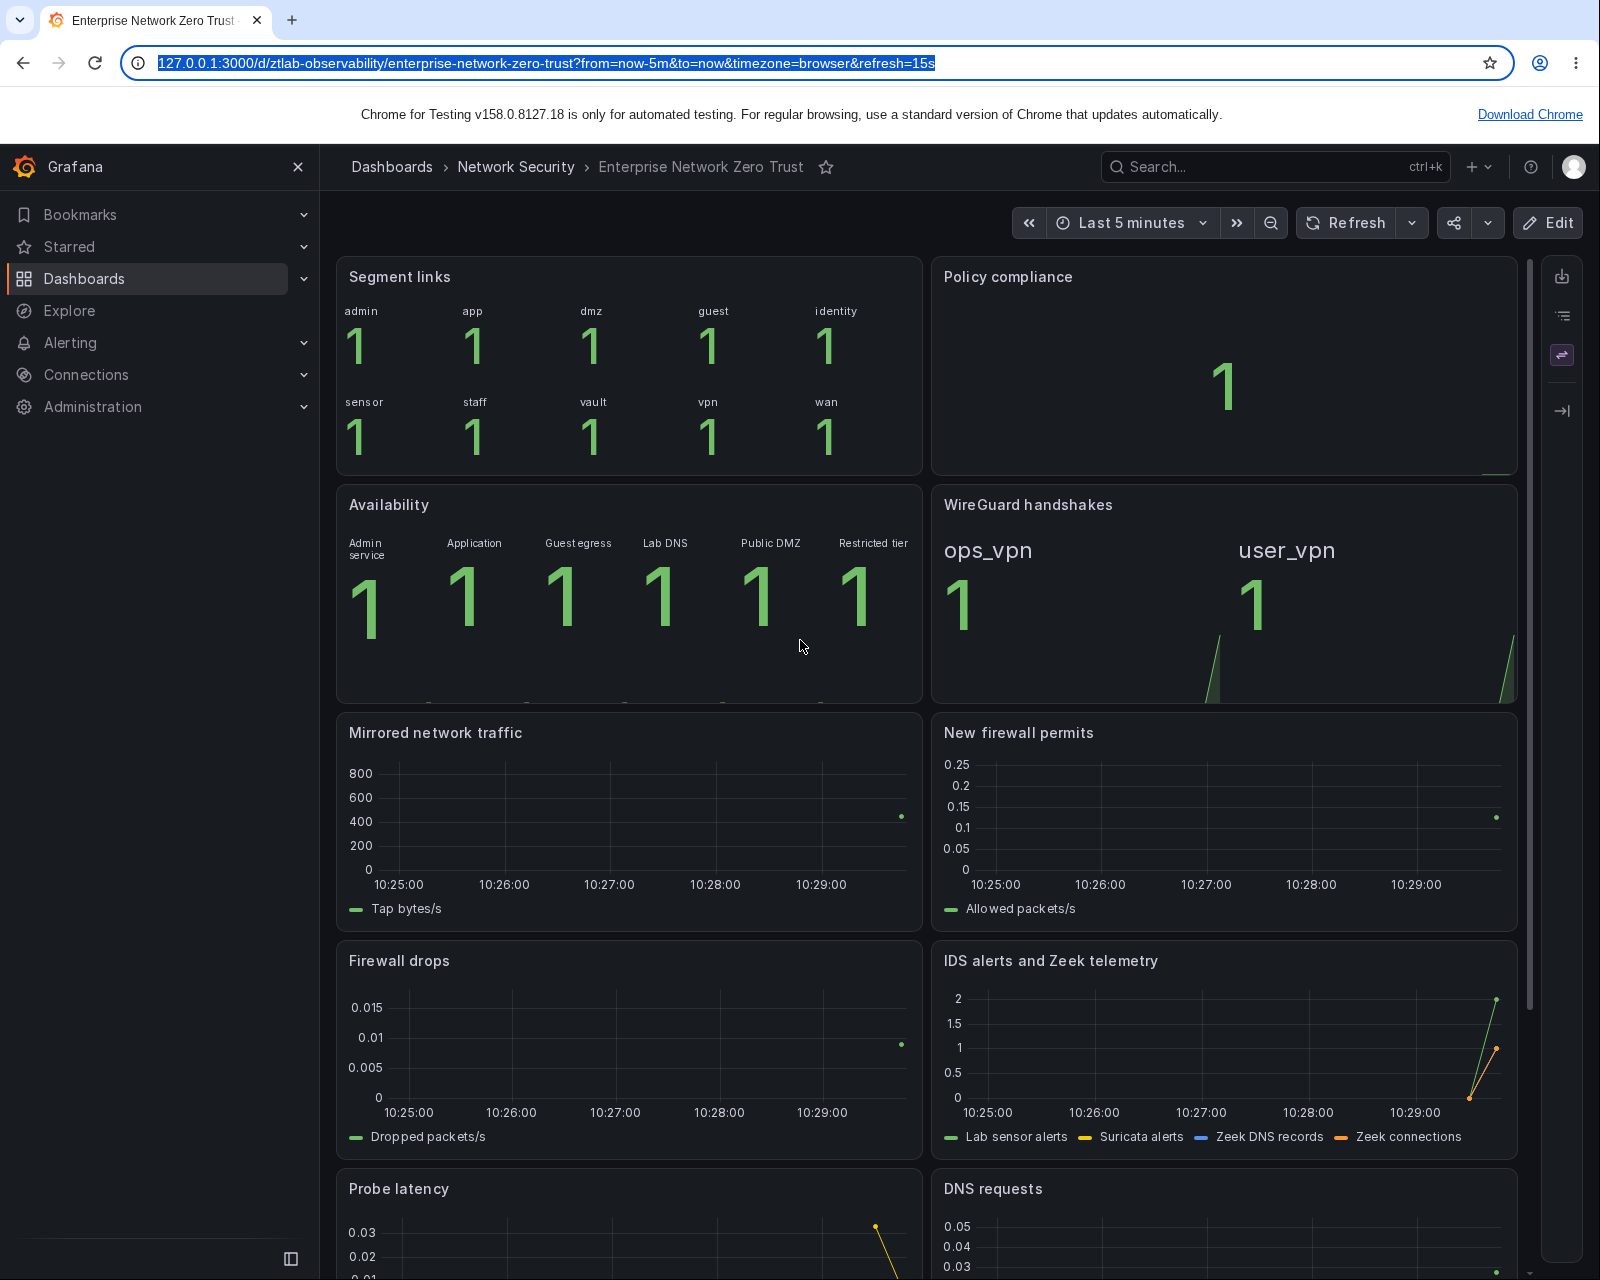 Enterprise Network Zero Trust -
127.0.0.1:3000/d/ztlab-observability/enterprise-network-zero-trust?from=now-5m&to=now&timezone=browser&refresh=15s
Chrome for Testing v158.0.8127.18 is only for automated testing. For regular browsing, use a standard version of Chrome that updates automatically.
Download Chrome
Grafana
Dashboards › Network Security › Enterprise Network Zero Trust
Search... ctrl+k
Bookmarks
Starred
Dashboards
Explore
Alerting
Connections
Administration
Last 5 minutes
Refresh
Edit
Segment links
admin app dmz guest identity
1 1 1 1 1
sensor staff vault vpn wan
1 1 1 1 1
Policy compliance
1
Availability
Admin service Application Guest egress Lab DNS Public DMZ Restricted tier
1 1 1 1 1 1
WireGuard handshakes
ops_vpn user_vpn
1 1
Mirrored network traffic
800
600
400
200
0
10:25:00 10:26:00 10:27:00 10:28:00 10:29:00
Tap bytes/s
New firewall permits
0.25
0.2
0.15
0.1
0.05
0
10:25:00 10:26:00 10:27:00 10:28:00 10:29:00
Allowed packets/s
Firewall drops
0.015
0.01
0.005
0
10:25:00 10:26:00 10:27:00 10:28:00 10:29:00
Dropped packets/s
IDS alerts and Zeek telemetry
2
1.5
1
0.5
0
10:25:00 10:26:00 10:27:00 10:28:00 10:29:00
Lab sensor alerts Suricata alerts Zeek DNS records Zeek connections
Probe latency
0.03
0.02
0.01
DNS requests
0.05
0.04
0.03